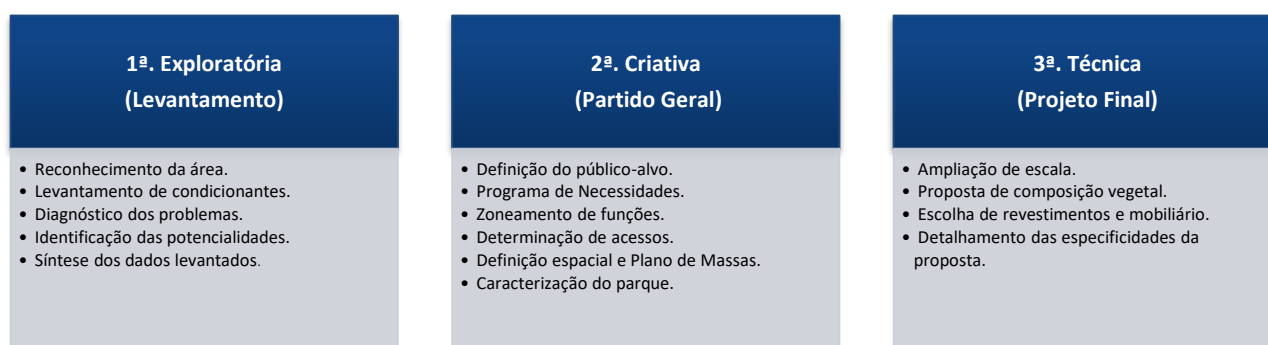 1ª. Exploratória
(Levantamento)
• Reconhecimento da área.
• Levantamento de condicionantes.
• Diagnóstico dos problemas.
• Identificação das potencialidades.
• Síntese dos dados levantados.
2ª. Criativa
(Partido Geral)
• Definição do público-alvo.
• Programa de Necessidades.
• Zoneamento de funções.
• Determinação de acessos.
• Definição espacial e Plano de Massas.
• Caracterização do parque.
3ª. Técnica
(Projeto Final)
• Ampliação de escala.
• Proposta de composição vegetal.
• Escolha de revestimentos e mobiliário.
• Detalhamento das especificidades da
proposta.